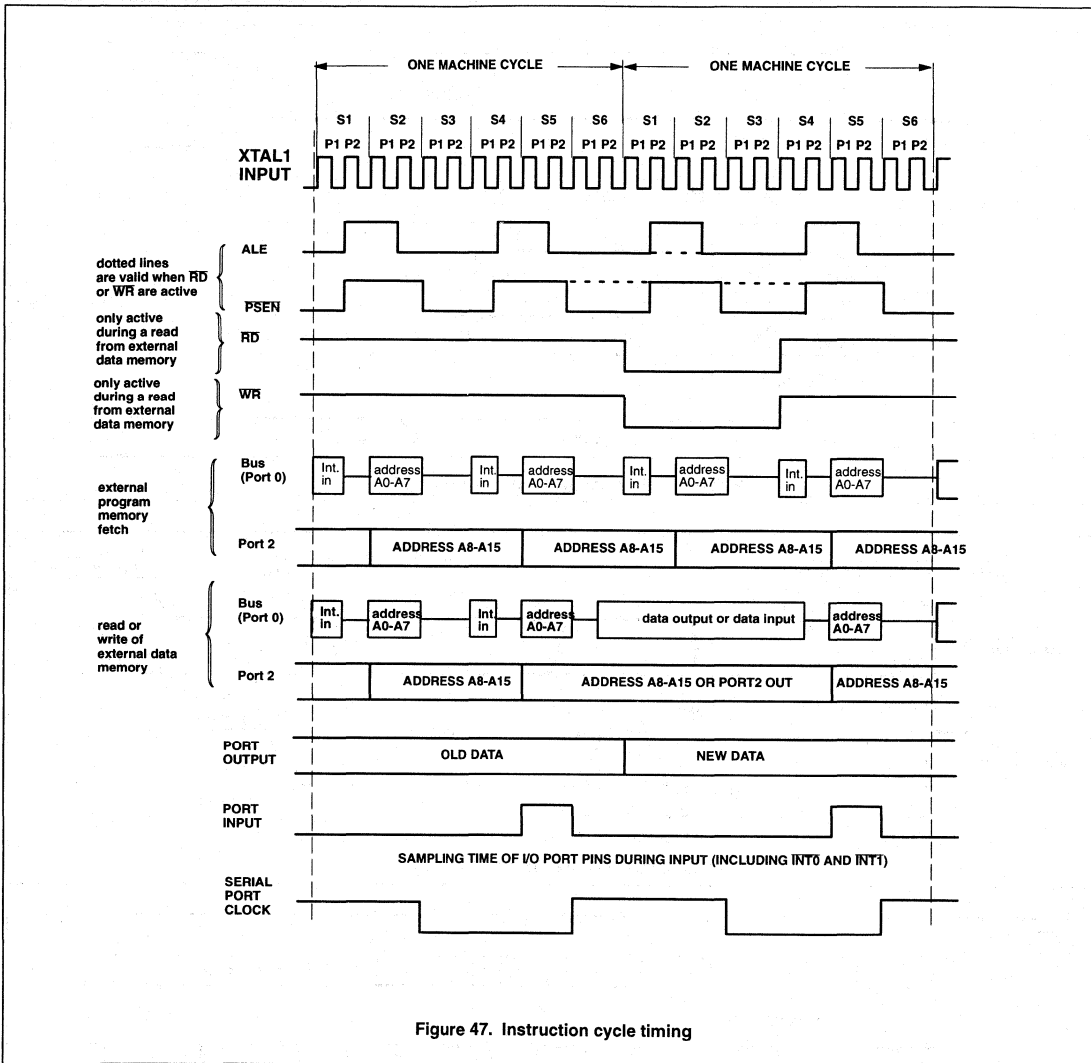 ONE MACHINE CYCLE ONE MACHINE CYCLE
S1 S2 S3 S4 S5 S6 S1 S2 S3 S4 S5 S6
P1 P2 P1 P2 P1 P2 P1 P2 P1 P2 P1 P2 P1 P2 P1 P2 P1 P2 P1 P2 P1 P2 P1 P2
XTAL1
INPUT
dotted lines
are valid when R̅D̅
or W̅R̅ are active
ALE
P̅S̅E̅N̅
only active
during a read
from external
data memory
R̅D̅
only active
during a read
from external
data memory
W̅R̅
external
program
memory
fetch
Bus
(Port 0)
Int. in
address A0-A7
Int. in
address A0-A7
Int. in
address A0-A7
Int. in
address A0-A7
Port 2
ADDRESS A8-A15 ADDRESS A8-A15 ADDRESS A8-A15 ADDRESS A8-A15
read or
write of
external data
memory
Bus
(Port 0)
Int. in
address A0-A7
Int. in
address A0-A7
data output or data input
address A0-A7
Port 2
ADDRESS A8-A15 ADDRESS A8-A15 OR PORT2 OUT ADDRESS A8-A15
PORT
OUTPUT
OLD DATA NEW DATA
PORT
INPUT
SAMPLING TIME OF I/O PORT PINS DURING INPUT (INCLUDING I̅N̅T̅0̅ AND I̅N̅T̅1̅)
SERIAL
PORT
CLOCK
Figure 47. Instruction cycle timing